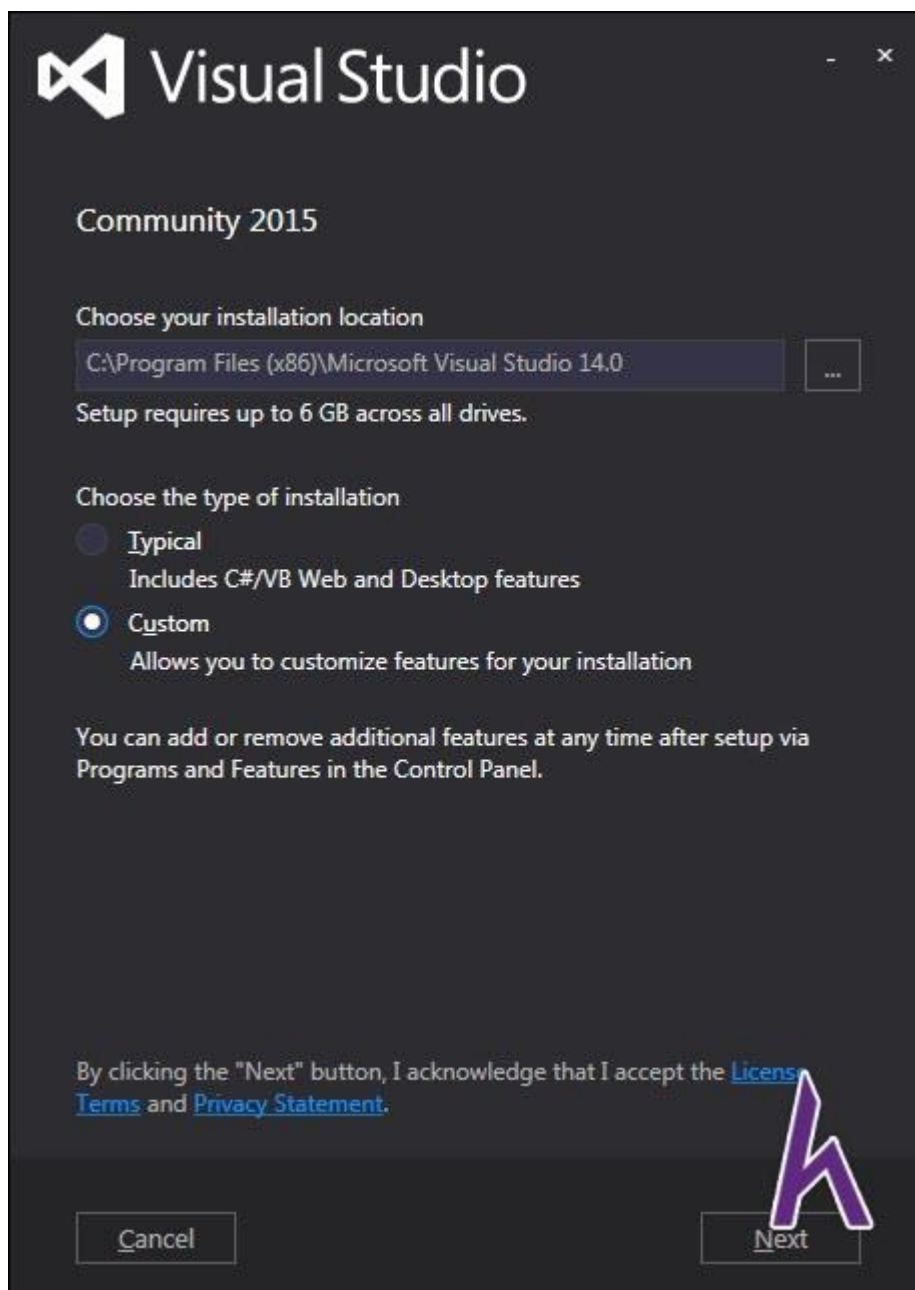 Visual Studio
Community 2015
Choose your installation location
C:\Program Files (x86)\Microsoft Visual Studio 14.0
...
Setup requires up to 6 GB across all drives.
Choose the type of installation
Typical
Includes C#/VB Web and Desktop features
Custom
Allows you to customize features for your installation
You can add or remove additional features at any time after setup via
Programs and Features in the Control Panel.
By clicking the "Next" button, I acknowledge that I accept the License
Terms and Privacy Statement.
h
Cancel
Next